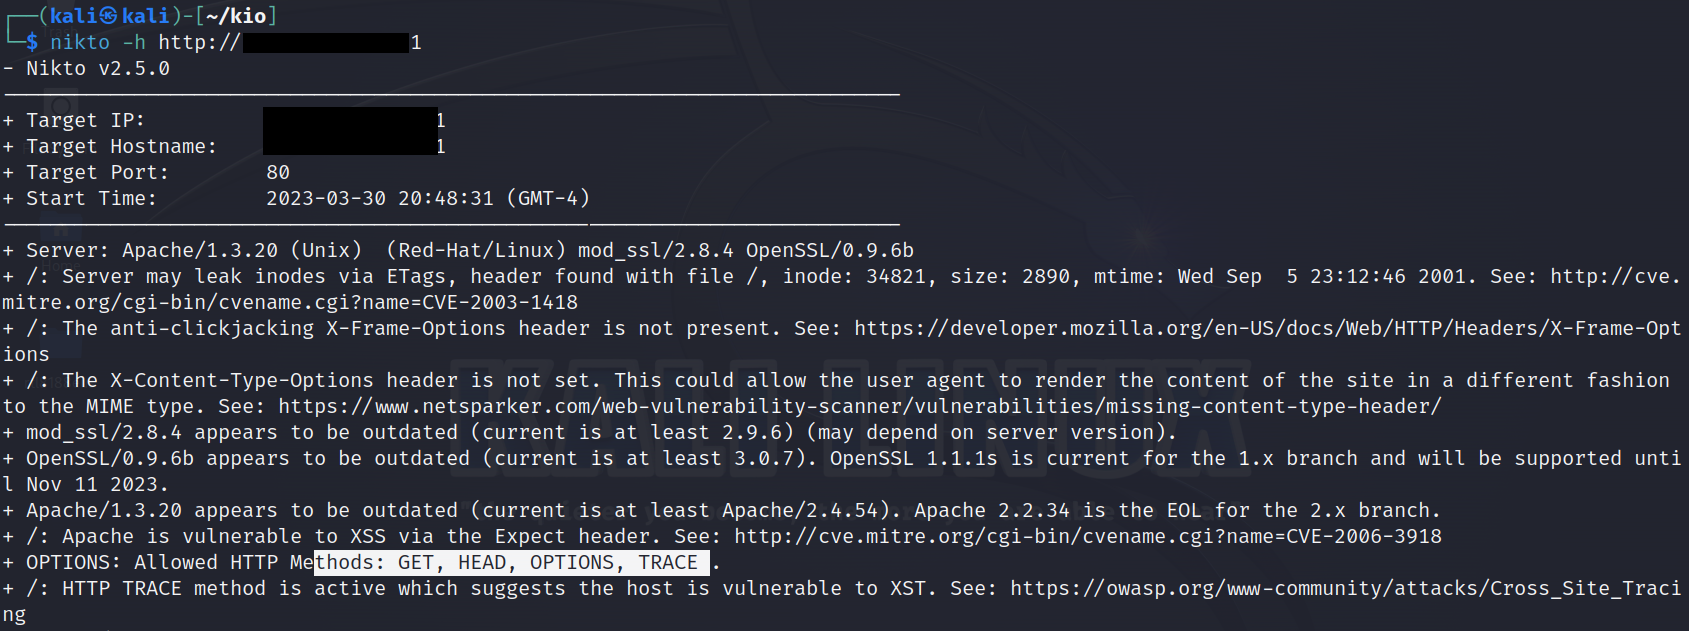 ┌──(kali㉿kali)-[~/kio]
└─$ nikto -h http://1
- Nikto v2.5.0
---------------------------------------------------------------------------
+ Target IP: 1
+ Target Hostname: 1
+ Target Port: 80
+ Start Time: 2023-03-30 20:48:31 (GMT-4)
---------------------------------------------------------------------------
+ Server: Apache/1.3.20 (Unix)  (Red-Hat/Linux) mod_ssl/2.8.4 OpenSSL/0.9.6b
+ /: Server may leak inodes via ETags, header found with file /, inode: 34821, size: 2890, mtime: Wed Sep  5 23:12:46 2001. See: http://cve.
mitre.org/cgi-bin/cvename.cgi?name=CVE-2003-1418
+ /: The anti-clickjacking X-Frame-Options header is not present. See: https://developer.mozilla.org/en-US/docs/Web/HTTP/Headers/X-Frame-Opt
ions
+ /: The X-Content-Type-Options header is not set. This could allow the user agent to render the content of the site in a different fashion
to the MIME type. See: https://www.netsparker.com/web-vulnerability-scanner/vulnerabilities/missing-content-type-header/
+ mod_ssl/2.8.4 appears to be outdated (current is at least 2.9.6) (may depend on server version).
+ OpenSSL/0.9.6b appears to be outdated (current is at least 3.0.7). OpenSSL 1.1.1s is current for the 1.x branch and will be supported unti
l Nov 11 2023.
+ Apache/1.3.20 appears to be outdated (current is at least Apache/2.4.54). Apache 2.2.34 is the EOL for the 2.x branch.
+ /: Apache is vulnerable to XSS via the Expect header. See: http://cve.mitre.org/cgi-bin/cvename.cgi?name=CVE-2006-3918
+ OPTIONS: Allowed HTTP Methods: GET, HEAD, OPTIONS, TRACE .
+ /: HTTP TRACE method is active which suggests the host is vulnerable to XST. See: https://owasp.org/www-community/attacks/Cross_Site_Traci
ng
KALI LINUX